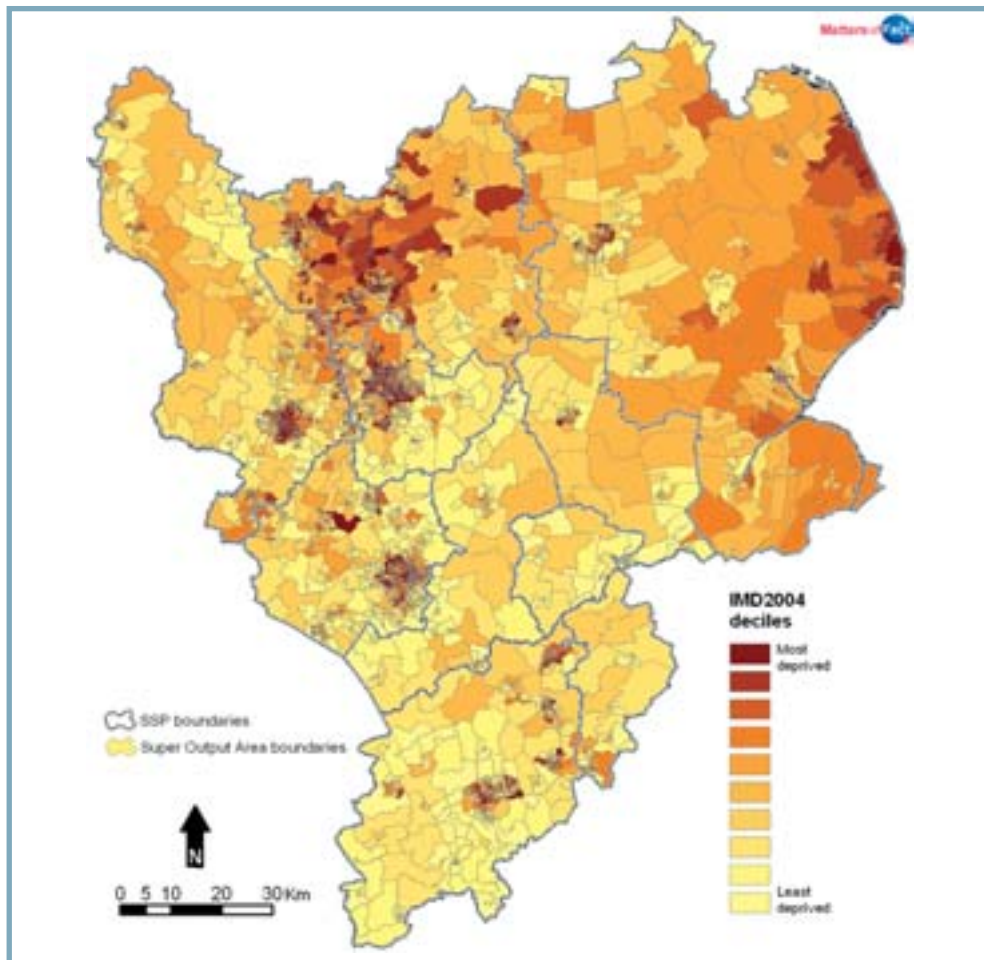 Matters of Fact
IMD2004
deciles
Most
deprived
SSP boundaries
Super Output Area boundaries
N
0 5 10 20 30 Km
Least
deprived